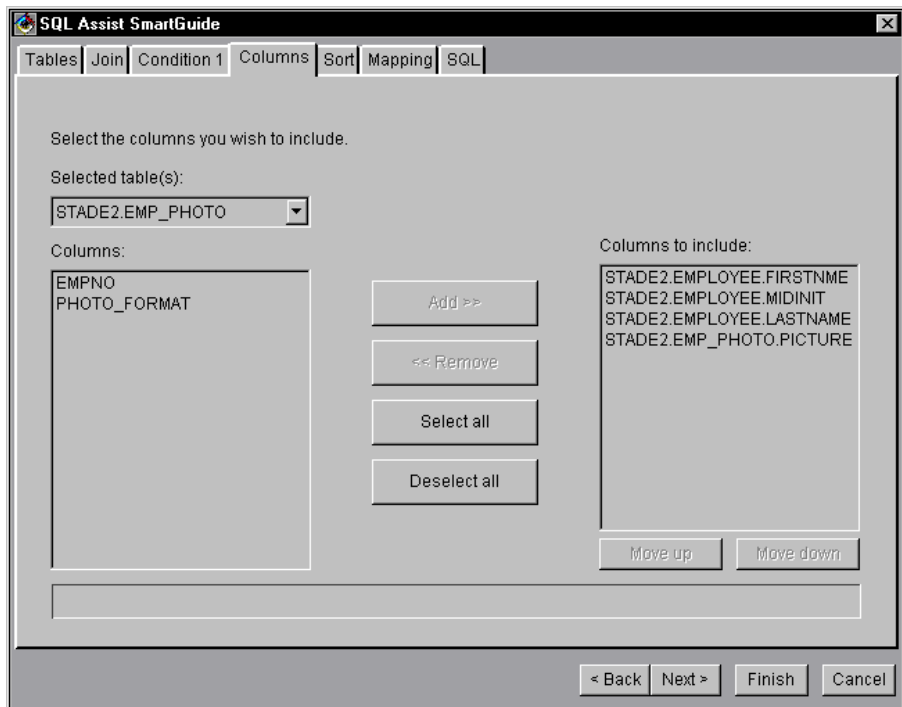 SQL Assist SmartGuide
Tables Join Condition 1 Columns Sort Mapping SQL
Select the columns you wish to include.
Selected table(s):
STADE2.EMP_PHOTO
Columns:
EMPNO
PHOTO_FORMAT
Add >>
<< Remove
Select all
Deselect all
Columns to include:
STADE2.EMPLOYEE.FIRSTNME
STADE2.EMPLOYEE.MIDINIT
STADE2.EMPLOYEE.LASTNAME
STADE2.EMP_PHOTO.PICTURE
Move up Move down
< Back Next > Finish Cancel